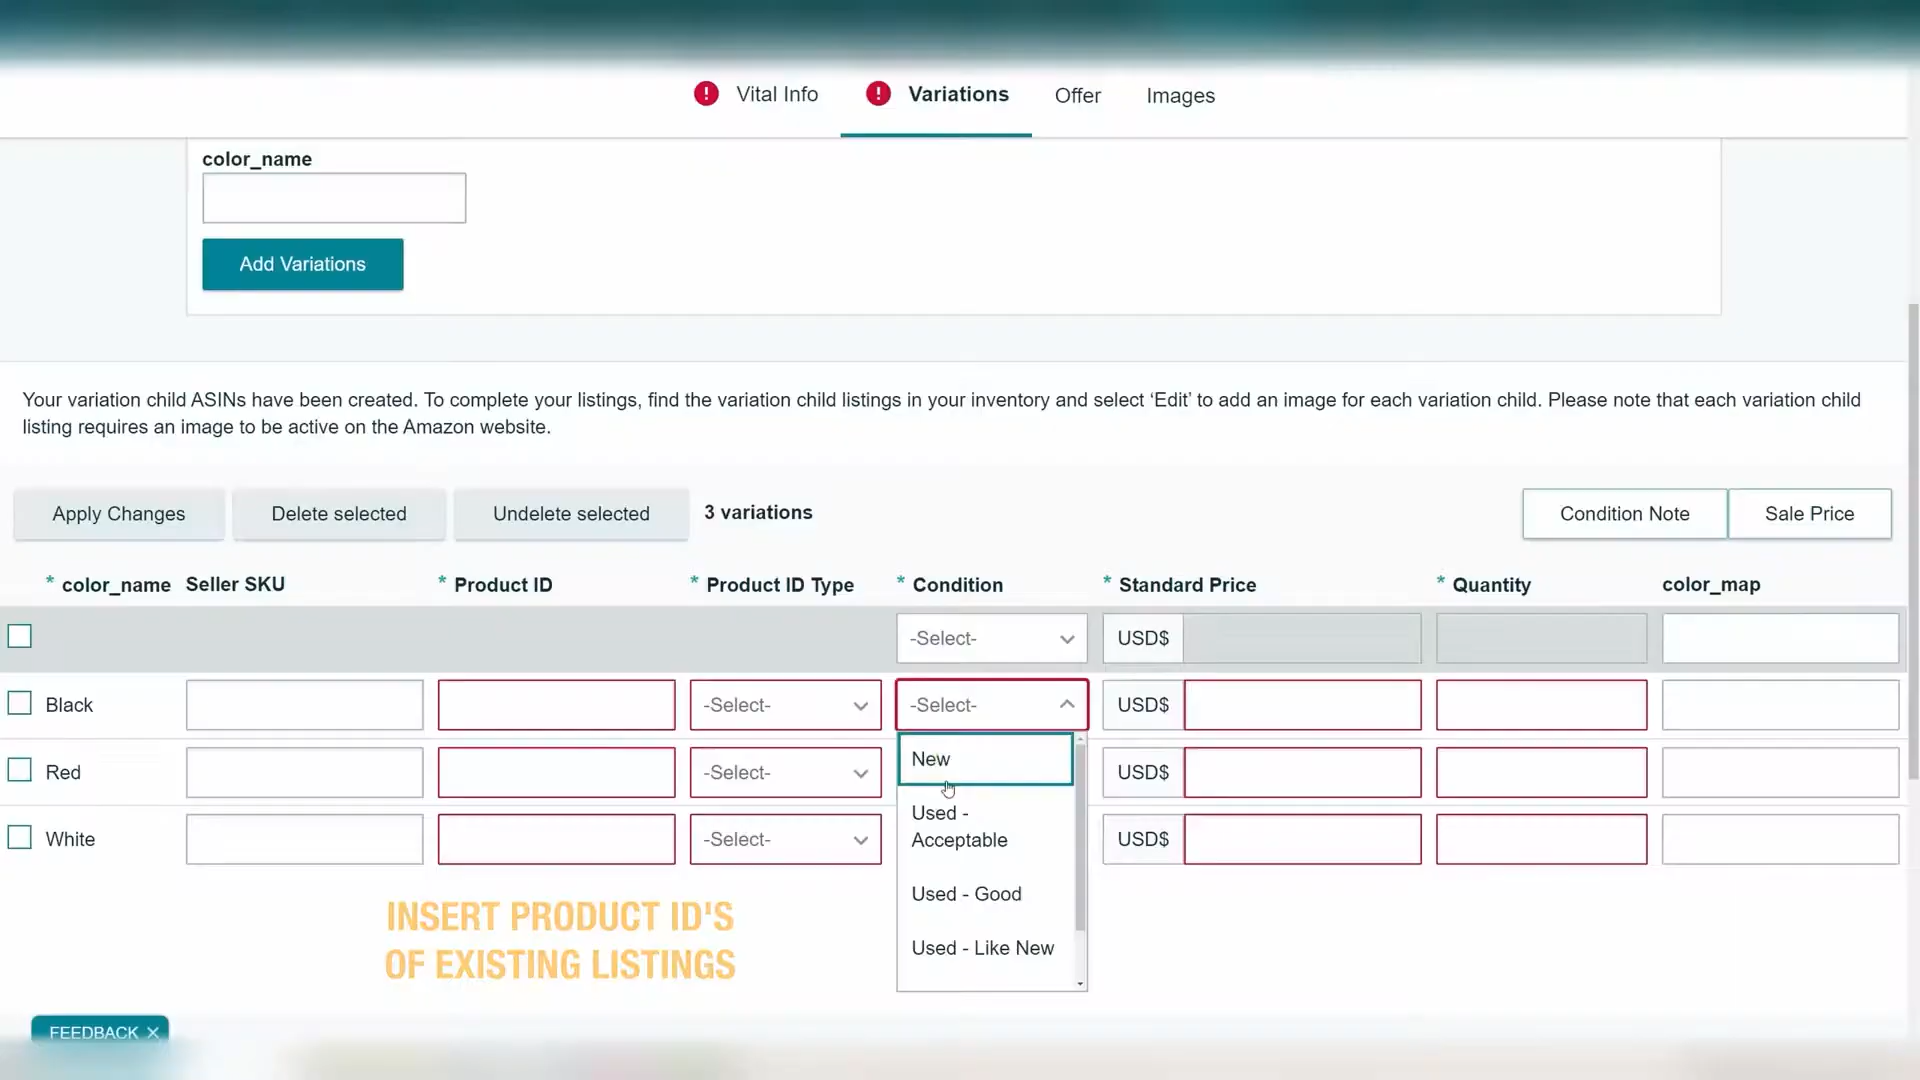 ! Vital Info ! Variations Offer Images
color_name
Add Variations
Your variation child ASINs have been created. To complete your listings, find the variation child listings in your inventory and select ‘Edit’ to add an image for each variation child. Please note that each variation child
listing requires an image to be active on the Amazon website.
Apply Changes Delete selected Undelete selected 3 variations Condition Note Sale Price
* color_name Seller SKU * Product ID * Product ID Type * Condition * Standard Price * Quantity color_map
-Select- USD$
Black -Select- -Select- USD$
Red -Select- USD$
White -Select- USD$
New
Used -
Acceptable
Used - Good
Used - Like New
INSERT PRODUCT ID'S
OF EXISTING LISTINGS
FEEDBACK ×